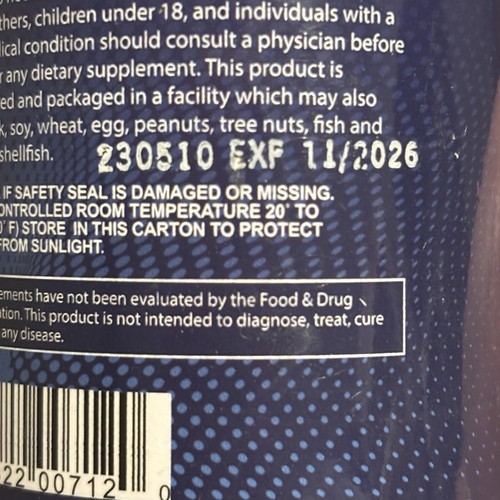 thers, children under 18, and individuals with a
ical condition should consult a physician before
any dietary supplement. This product is
ed and packaged in a facility which may also
k, soy, wheat, egg, peanuts, tree nuts, fish and
shellfish. 230510 EXP 11/2026
IF SAFETY SEAL IS DAMAGED OR MISSING.
ONTROLLED ROOM TEMPERATURE 20° TO
0° F) STORE IN THIS CARTON TO PROTECT
FROM SUNLIGHT.
ements have not been evaluated by the Food & Drug
ation. This product is not intended to diagnose, treat, cure
any disease.
22 00712 0